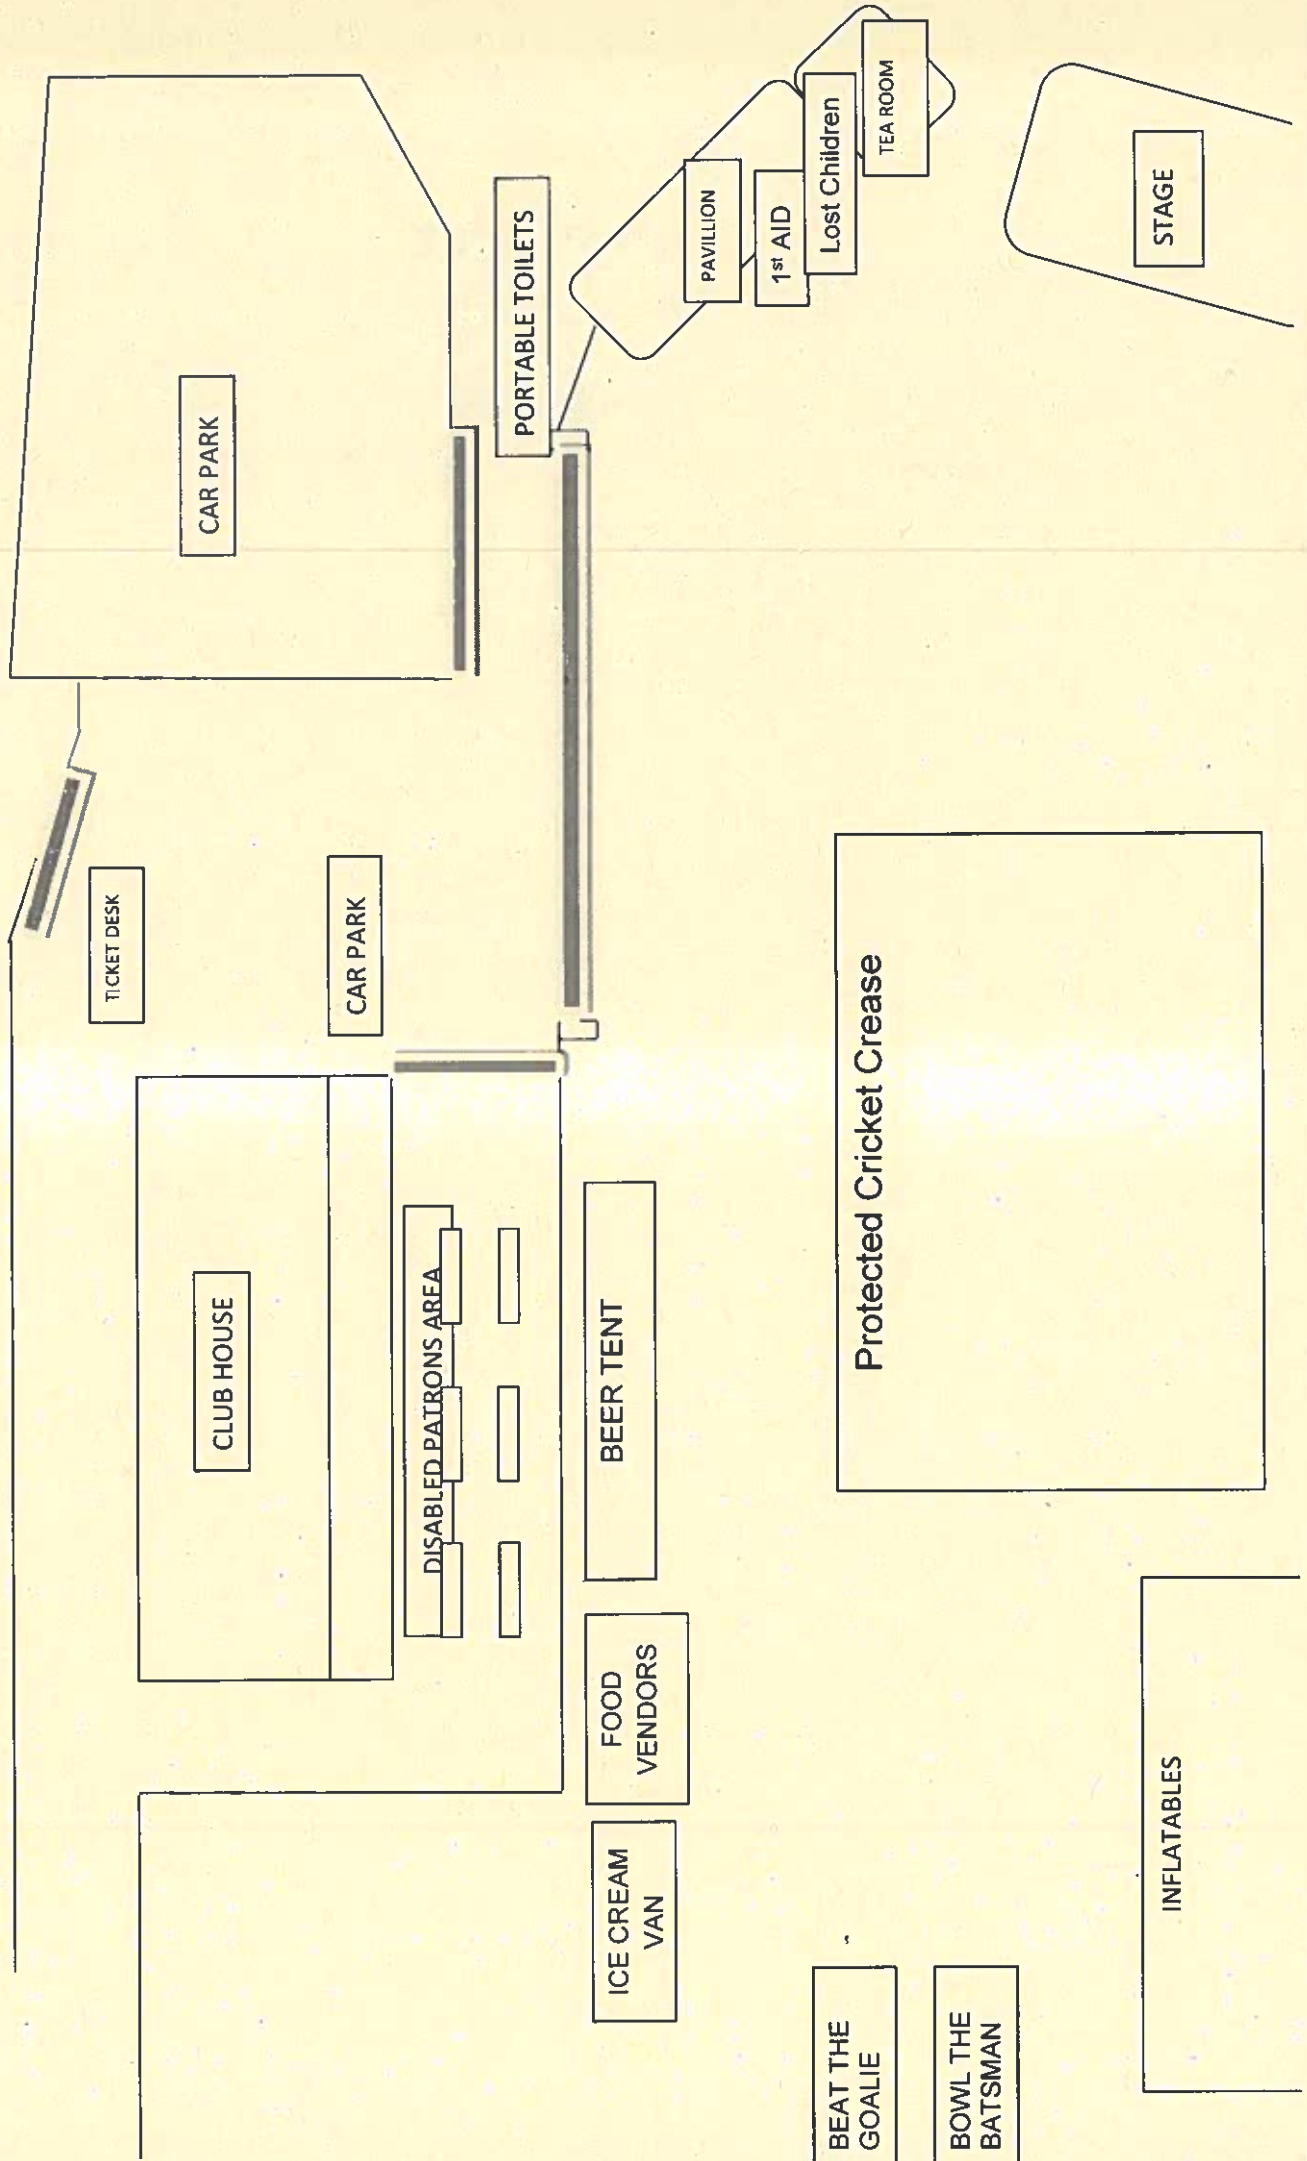 TICKET DESK
CLUB HOUSE
CAR PARK
CAR PARK
DISABLED PATRONS AREA
PORTABLE TOILETS
ICE CREAM
VAN
FOOD
VENDORS
BEER TENT
PAVILLION
1st AID
Lost Children
TEA ROOM
BEAT THE
GOALIE
Protected Cricket Crease
BOWL THE
BATSMAN
INFLATABLES
STAGE